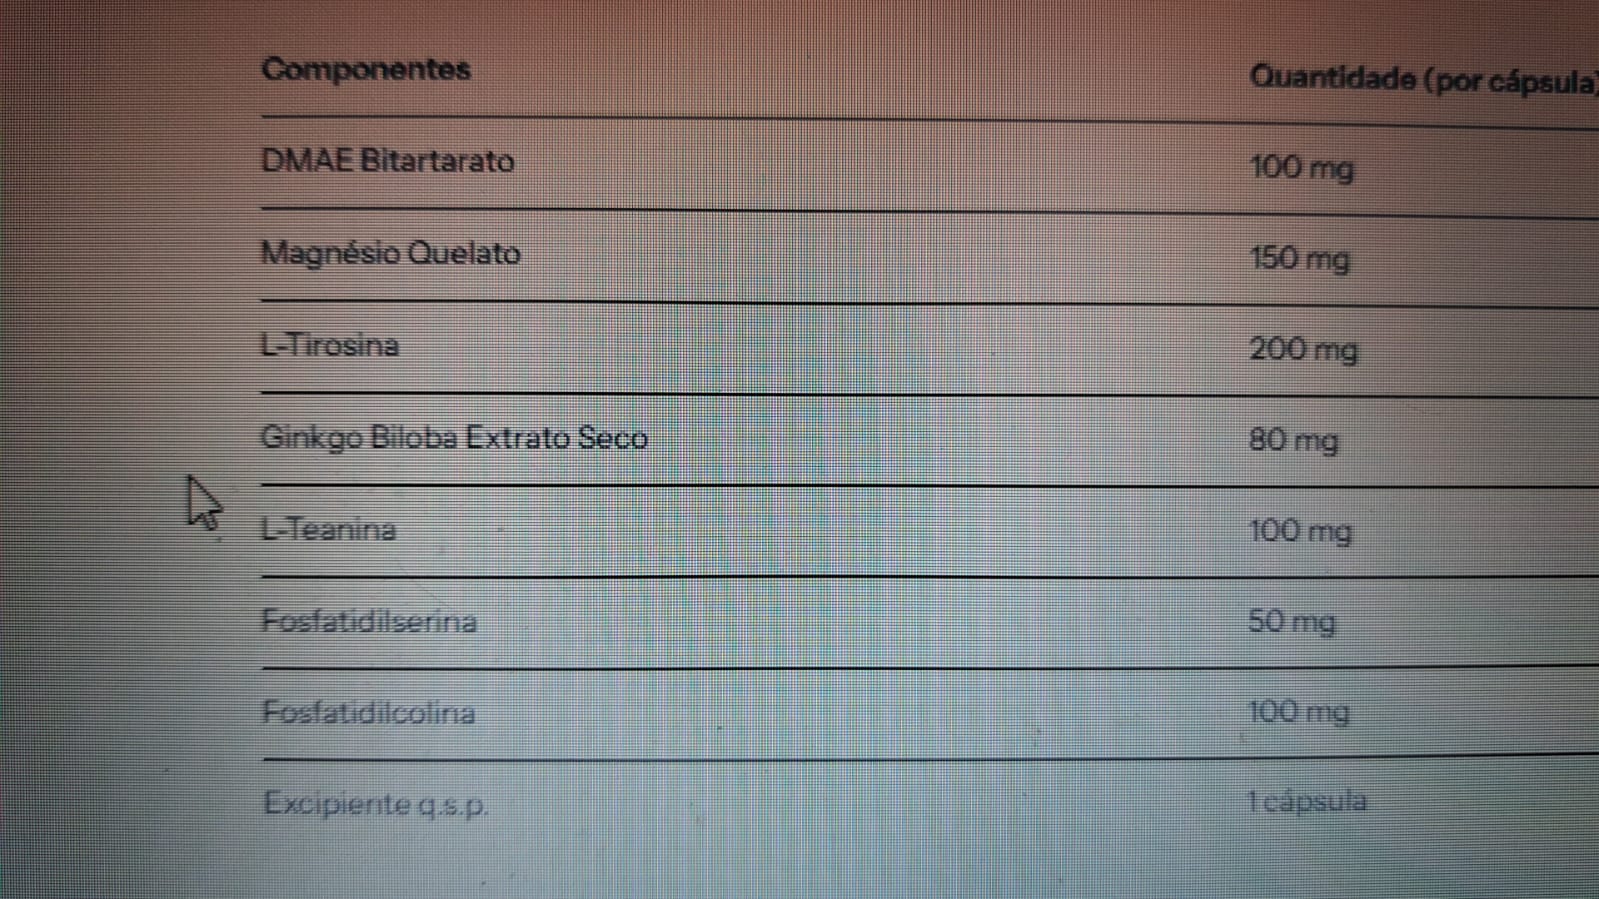 Componentes Quantidade (por cápsula)
DMAE Bitartarato 100 mg
Magnésio Quelato 150 mg
L-Tirosina 200 mg
Ginkgo Biloba Extrato Seco 80 mg
L-Teanina 100 mg
Fosfatidilserina 50 mg
Fosfatidilcolina 100 mg
Excipiente q.s.p. 1 cápsula